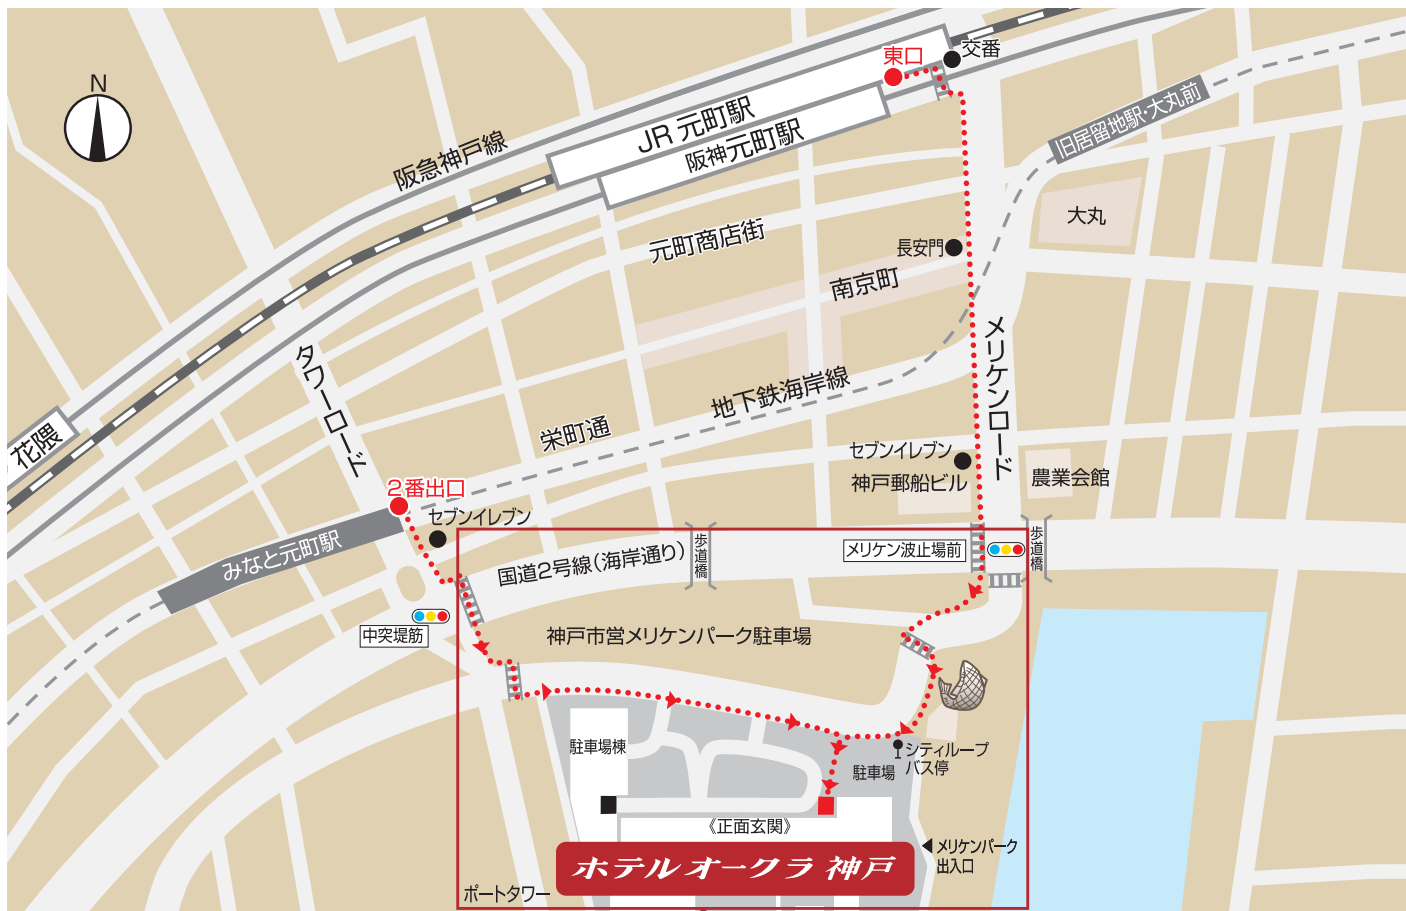 N
東口
交番
JR 元町駅
阪神元町駅
阪急神戸線
旧居留地駅・大丸前
大丸
元町商店街
長安門
南京町
メリケンロード
タワーロード
地下鉄海岸線
栄町通
花隈
セブンイレブン
神戸郵船ビル
農業会館
2番出口
セブンイレブン
みなと元町駅
国道2号線(海岸通り)
歩道橋
メリケン波止場前
歩道橋
中突堤筋
神戸市営メリケンパーク駐車場
駐車場棟
シティループ
バス停
駐車場
《正面玄関》
メリケンパーク
出入口
ホテルオークラ 神戸
ポートタワー